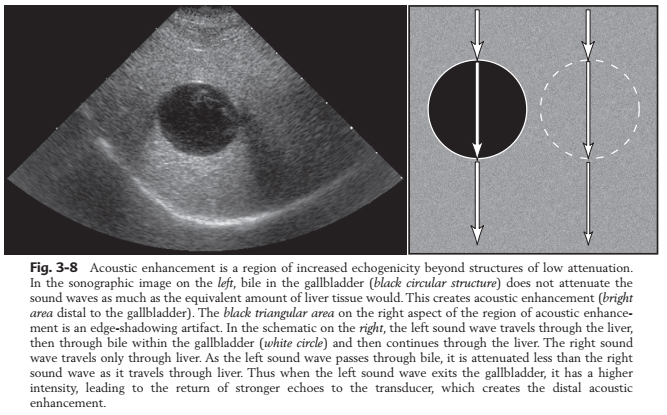 Fig. 3-8 Acoustic enhancement is a region of increased echogenicity beyond structures of low attenuation.
In the sonographic image on the left, bile in the gallbladder (black circular structure) does not attenuate the
sound waves as much as the equivalent amount of liver tissue would. This creates acoustic enhancement (bright
area distal to the gallbladder). The black triangular area on the right aspect of the region of acoustic enhance-
ment is an edge-shadowing artifact. In the schematic on the right, the left sound wave travels through the liver,
then through bile within the gallbladder (white circle) and then continues through the liver. The right sound
wave travels only through liver. As the left sound wave passes through bile, it is attenuated less than the right
sound wave as it travels through liver. Thus when the left sound wave exits the gallbladder, it has a higher
intensity, leading to the return of stronger echoes to the transducer, which creates the distal acoustic
enhancement.